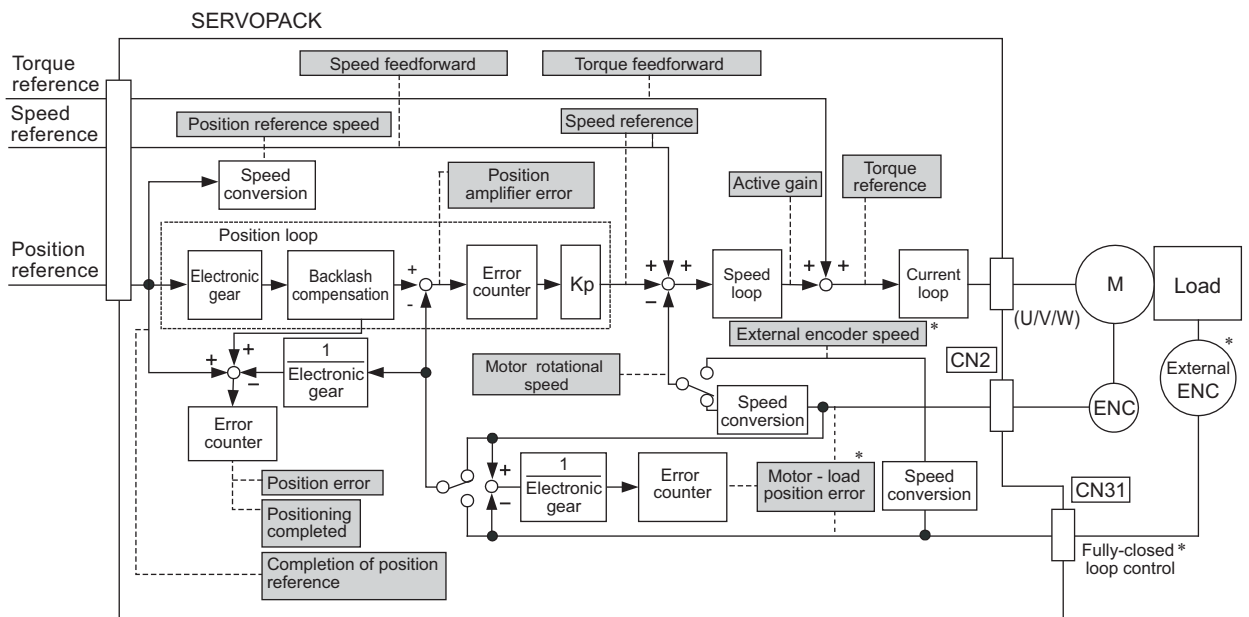 SERVOPACK
Torque
reference
Speed
reference
Position
reference
Speed feedforward
Torque feedforward
Position reference speed
Speed reference
Speed
conversion
Position
amplifier error
Active gain
Torque
reference
Position loop
Electronic
gear
Backlash
compensation
+
-
Error
counter
Kp
+
+
−
Speed
loop
+
+
Current
loop
(U/V/W)
M
Load
External encoder speed *
CN2
*
External
ENC
ENC
+
+
−
1
Electronic
gear
Motor rotational
speed
Speed
conversion
Error
counter
+
−
1
Electronic
gear
Error
counter
*
Motor - load
position error
Speed
conversion
CN31
Position error
Positioning
completed
Completion of position
reference
Fully-closed *
loop control